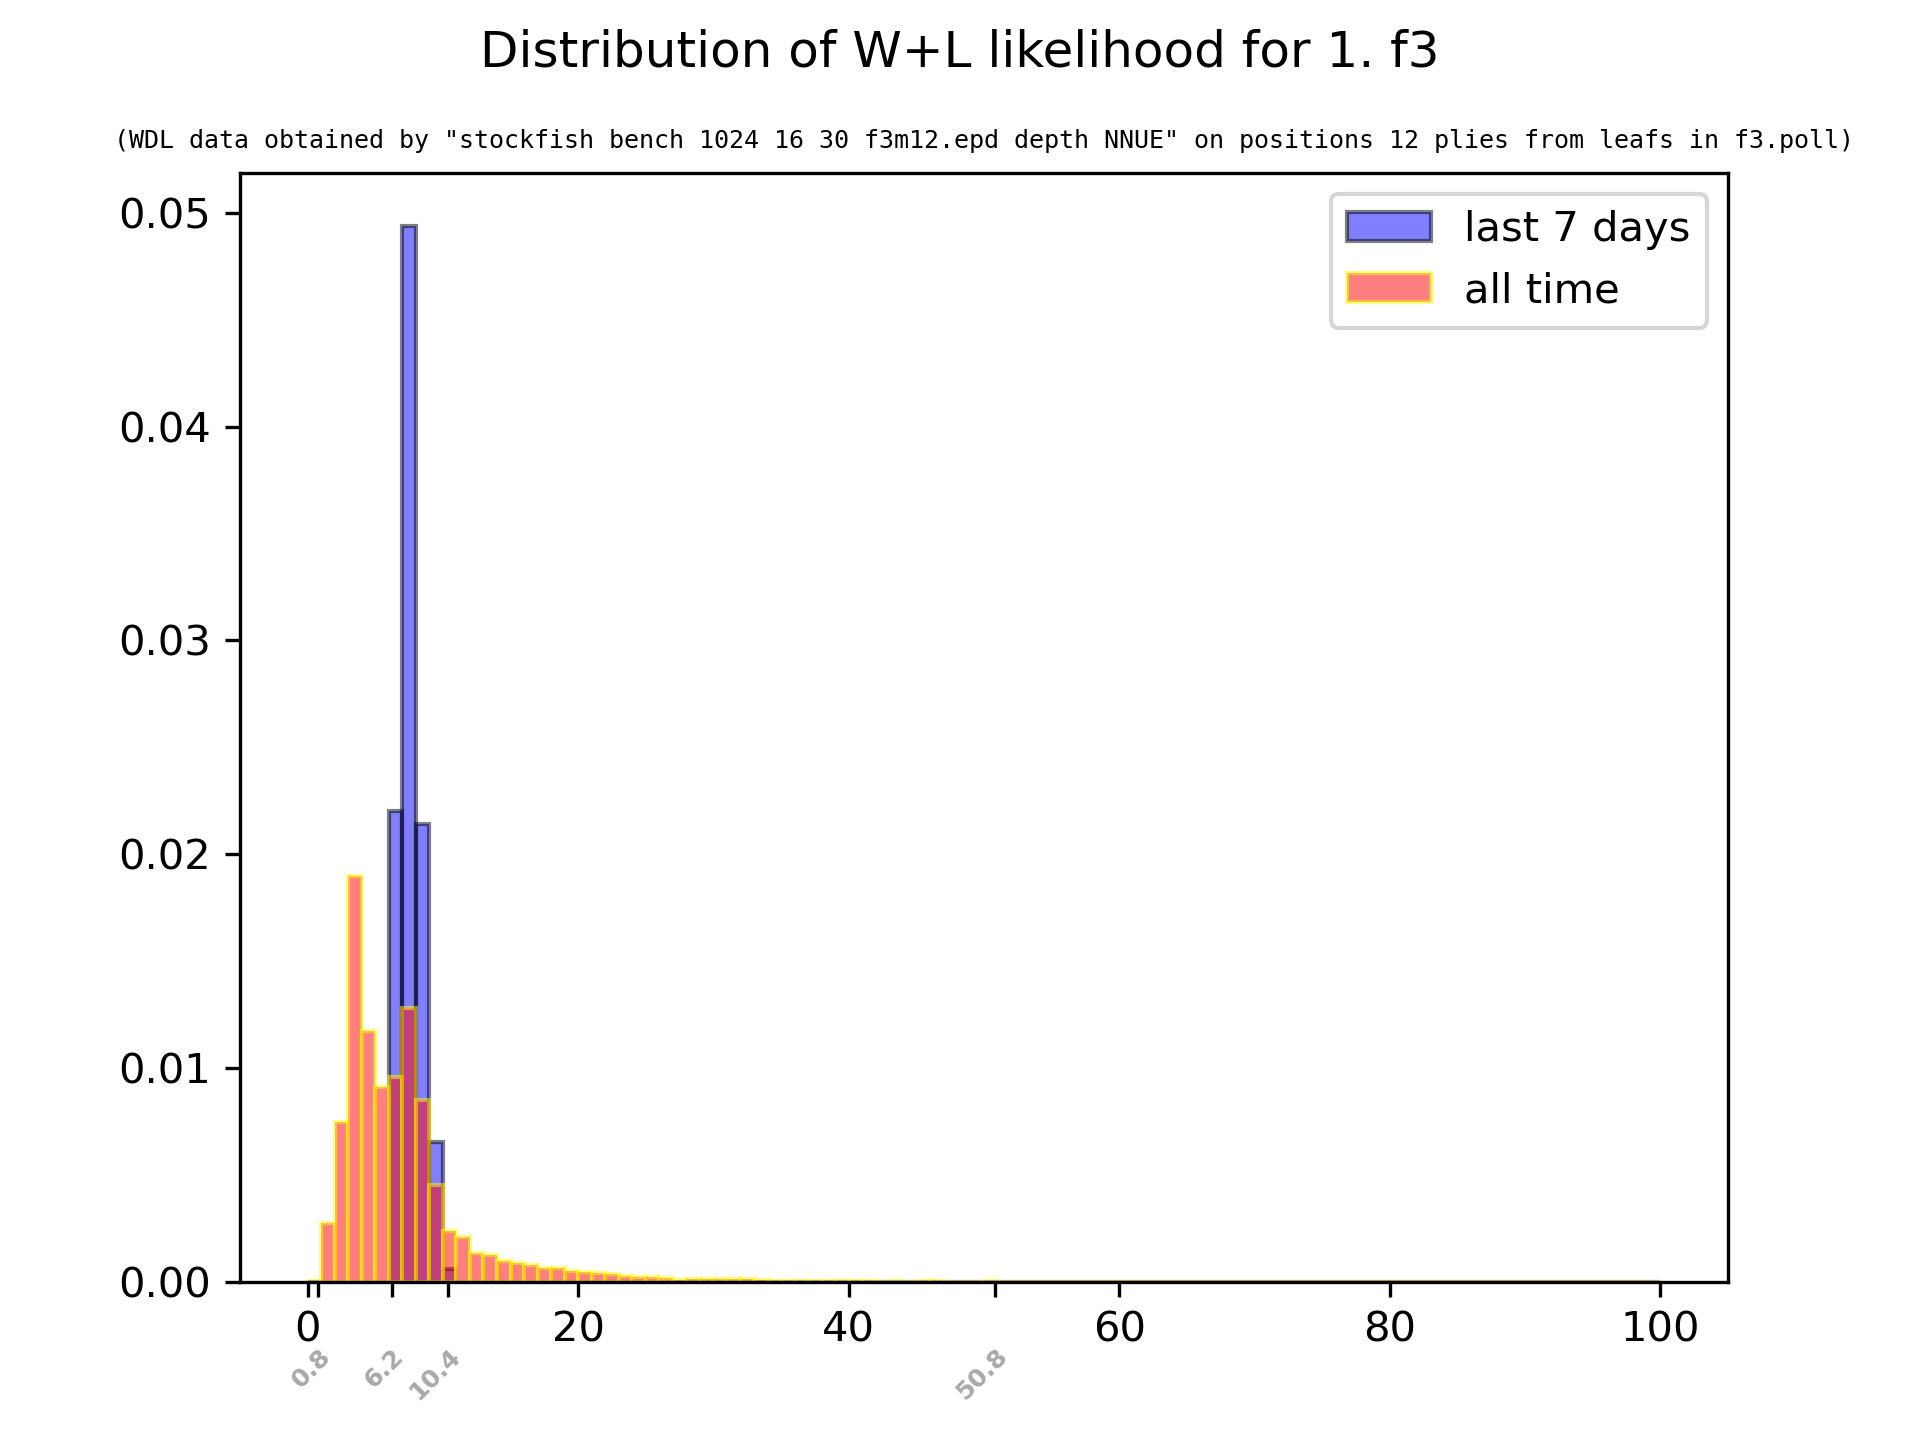 Distribution of W+L likelihood for 1. f3
(WDL data obtained by "stockfish bench 1024 16 30 f3m12.epd depth NNUE" on positions 12 plies from leafs in f3.poll)
last 7 days
all time
0.05
0.04
0.03
0.02
0.01
0.00
0 20 40 60 80 100
0.8 6.2 10.4 50.8